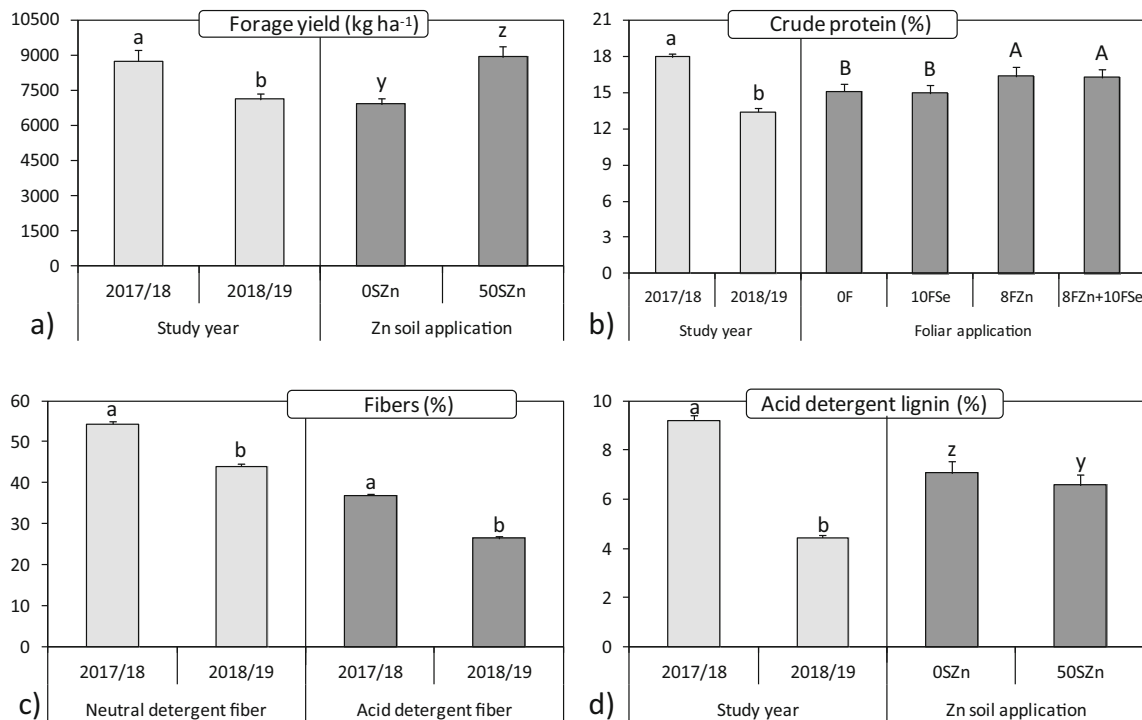 Forage yield (kg ha⁻¹)
10500
9000
7500
6000
4500
3000
1500
0
a
b
y
z
2017/18 2018/19 0SZn 50SZn
Study year Zn soil application
a)
Crude protein (%)
21
18
15
12
9
6
3
0
a
b
B
B
A
A
2017/18 2018/19 0F 10FSe 8FZn 8FZn+10FSe
Study year Foliar application
b)
Fibers (%)
60
50
40
30
20
10
0
a
b
a
b
2017/18 2018/19 2017/18 2018/19
Neutral detergent fiber Acid detergent fiber
c)
Acid detergent lignin (%)
10
8
6
4
2
0
a
b
z
y
2017/18 2018/19 0SZn 50SZn
Study year Zn soil application
d)